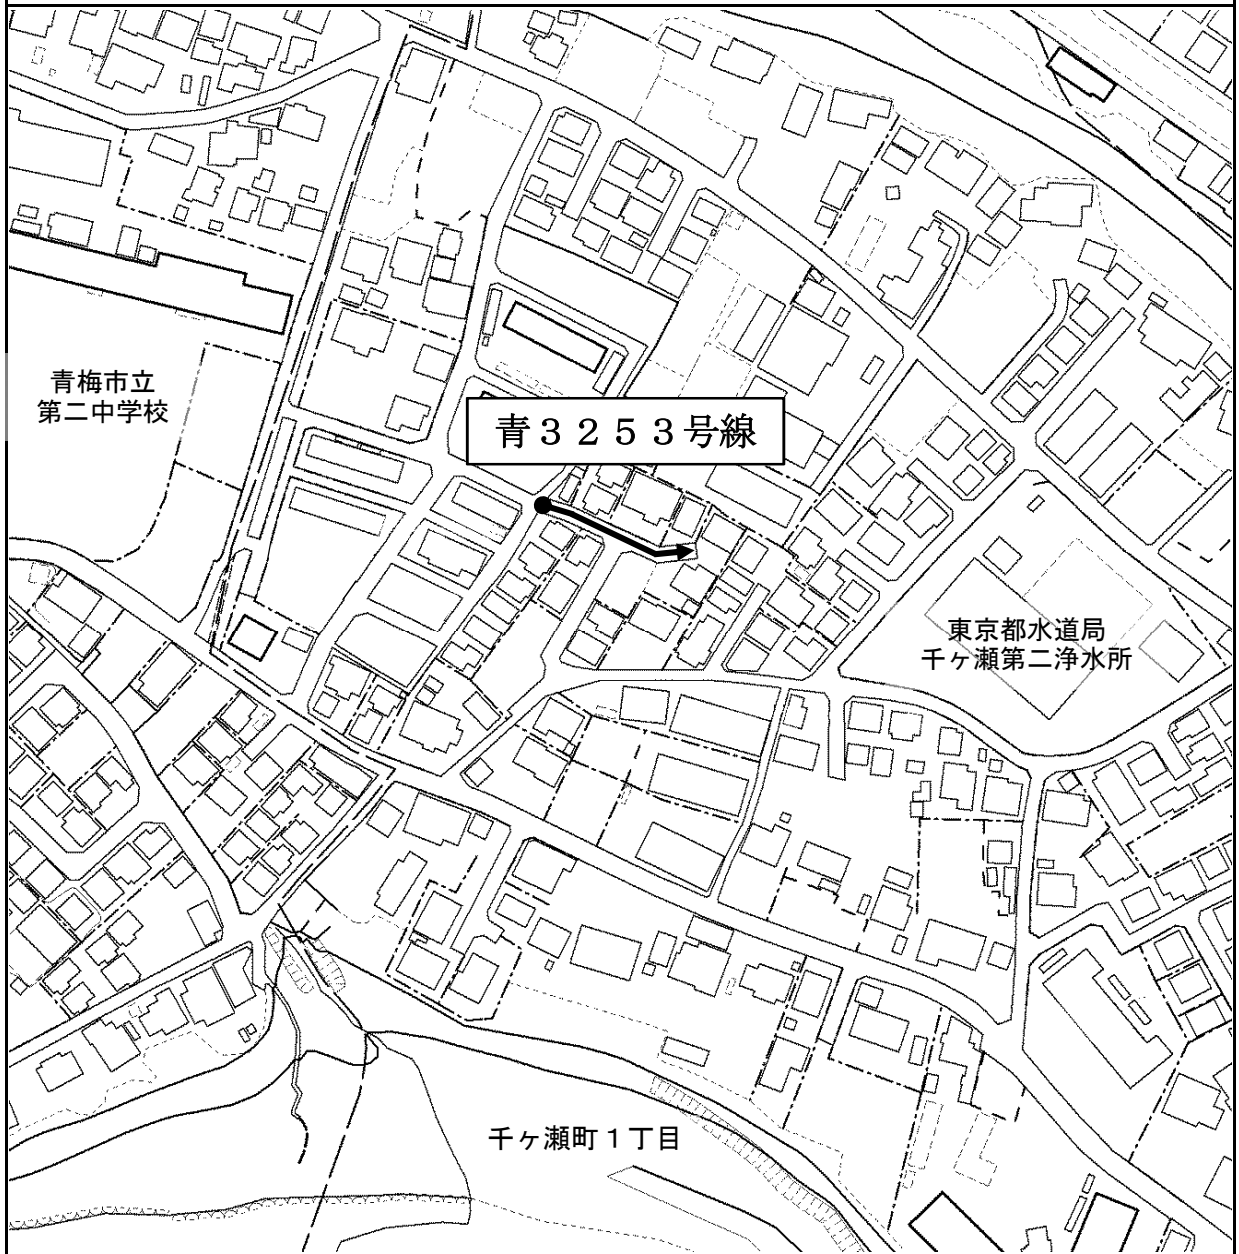 青梅市立
第二中学校
青３２５３号線
東京都水道局
千ヶ瀬第二浄水所
千ヶ瀬町１丁目